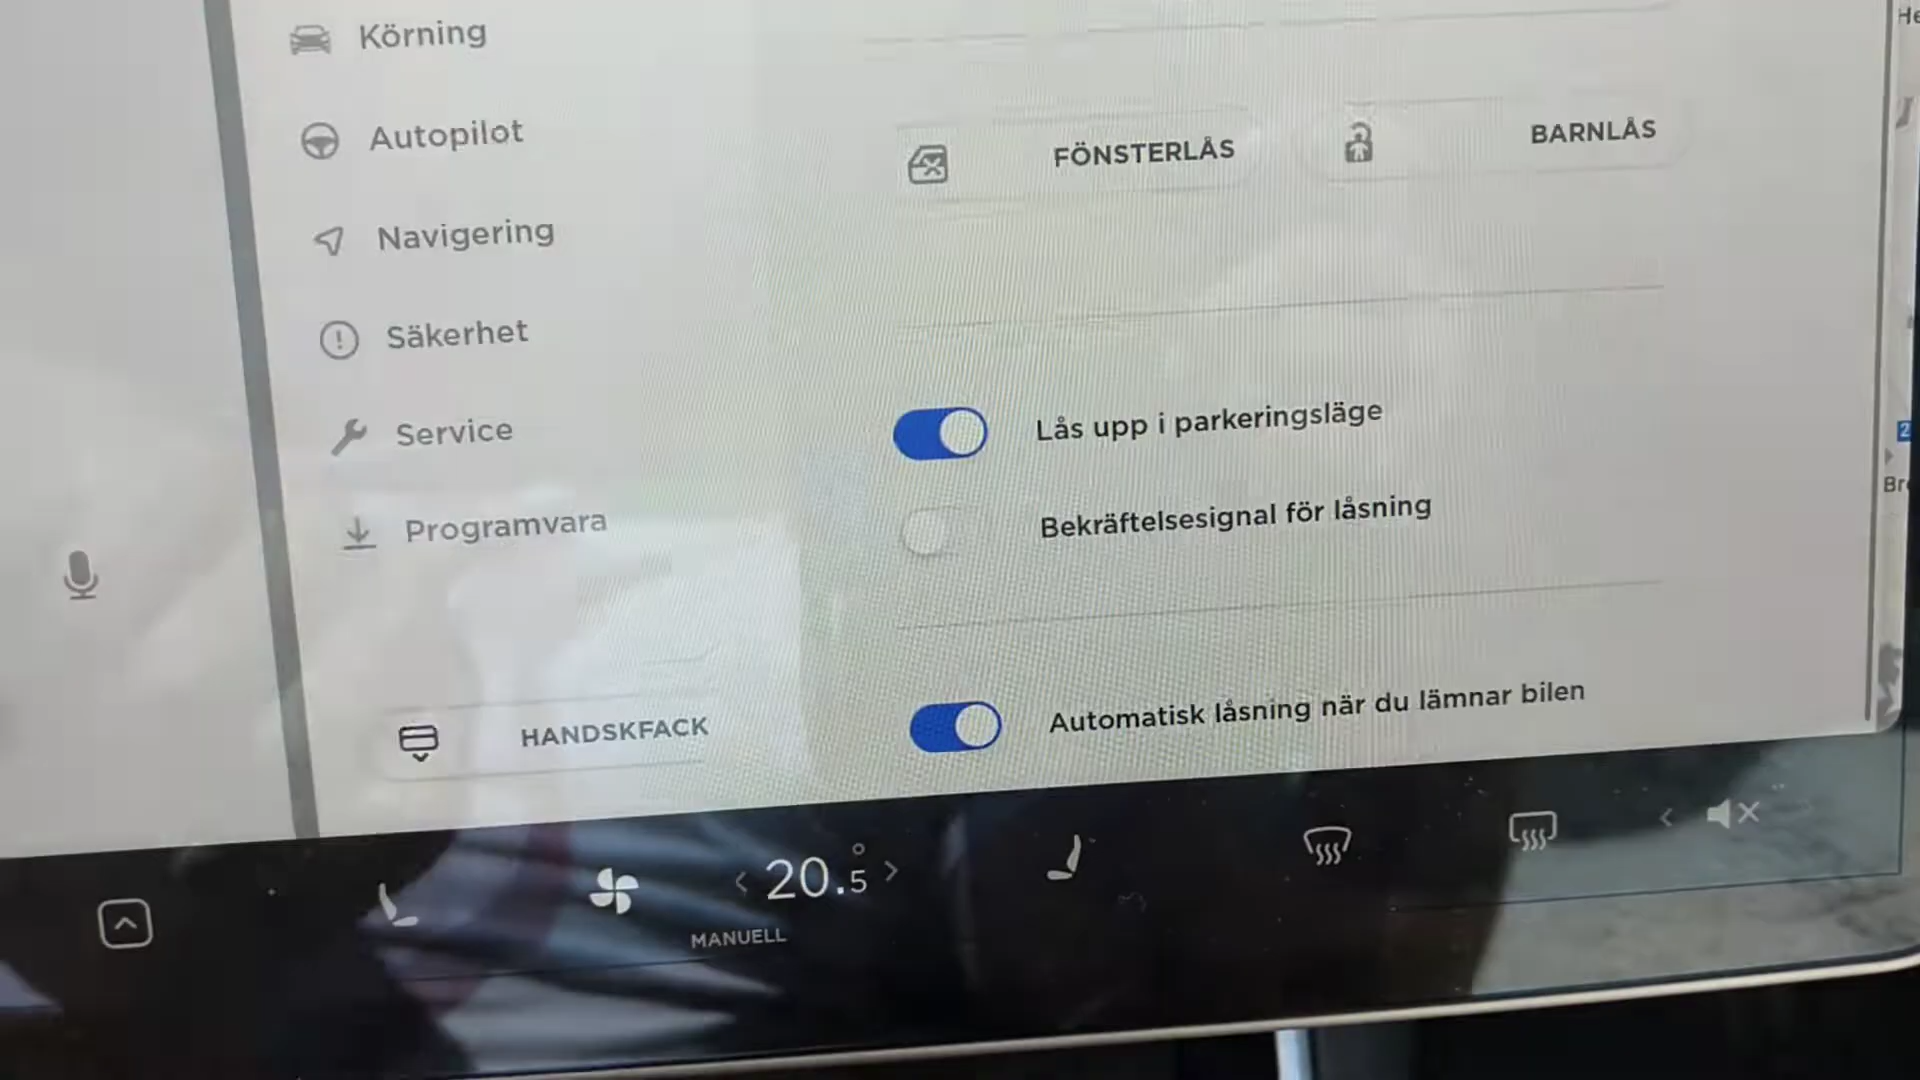 Körning
Autopilot
Navigering
Säkerhet
Service
Programvara
HANDSKFACK
FÖNSTERLÅS
BARNLÅS
Lås upp i parkeringsläge
Bekräftelsesignal för låsning
Automatisk låsning när du lämnar bilen
20.5°
MANUELL
2